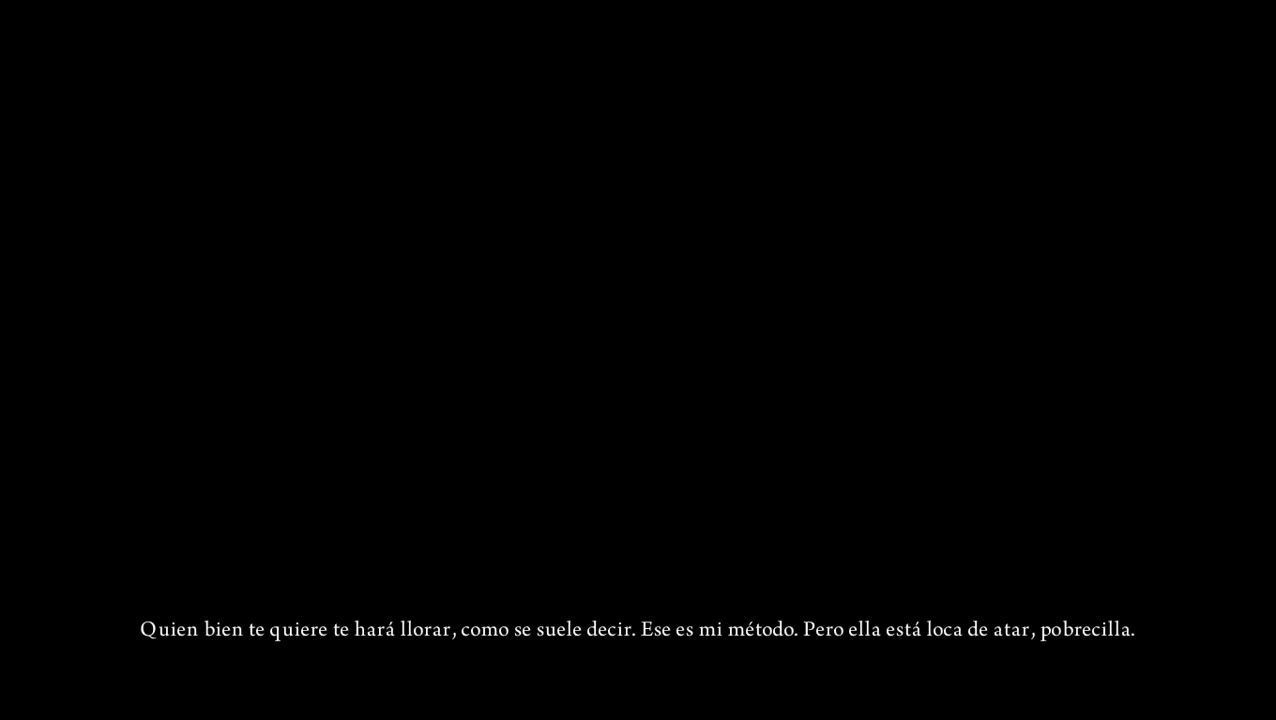 Quien bien te quiere te hará llorar, como se suele decir. Ese es mi método. Pero ella está loca de atar, pobrecilla.